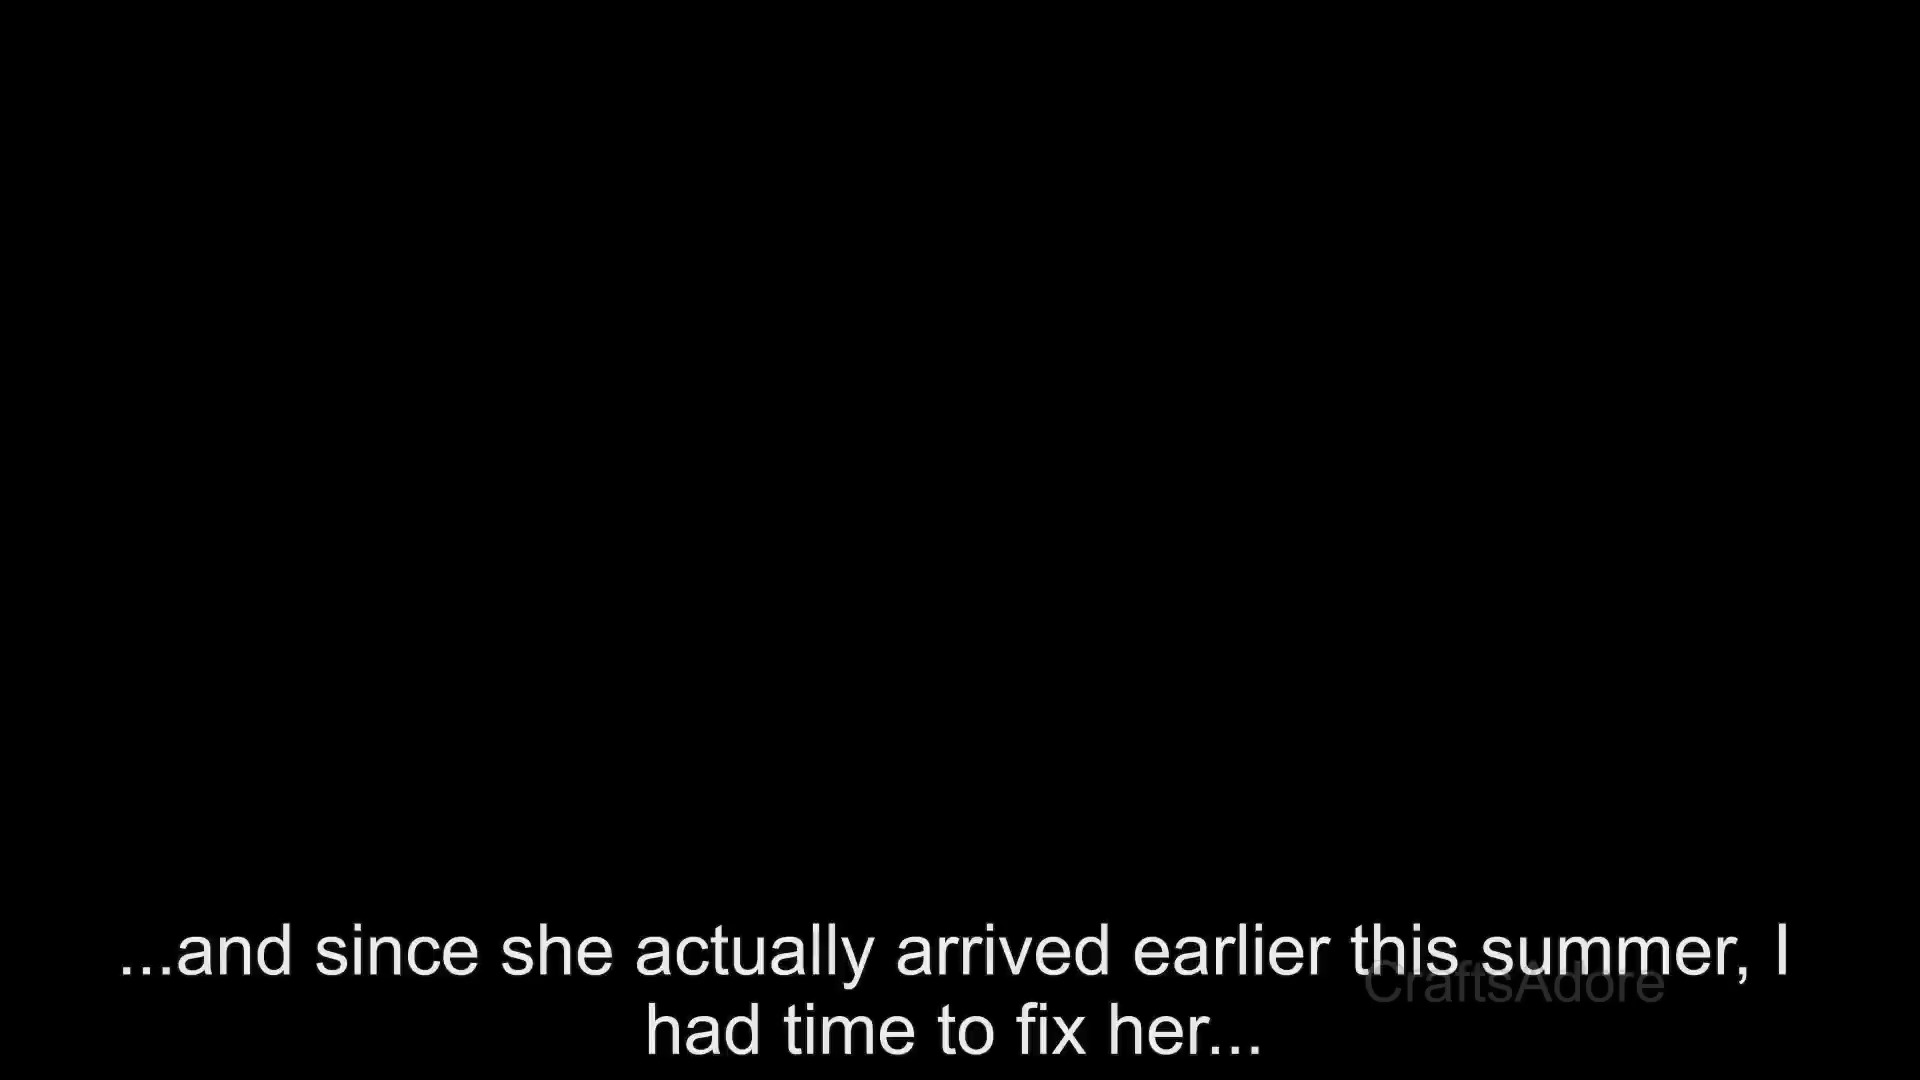 ...and since she actually arrived earlier this summer, I
CraftsAdore
had time to fix her...